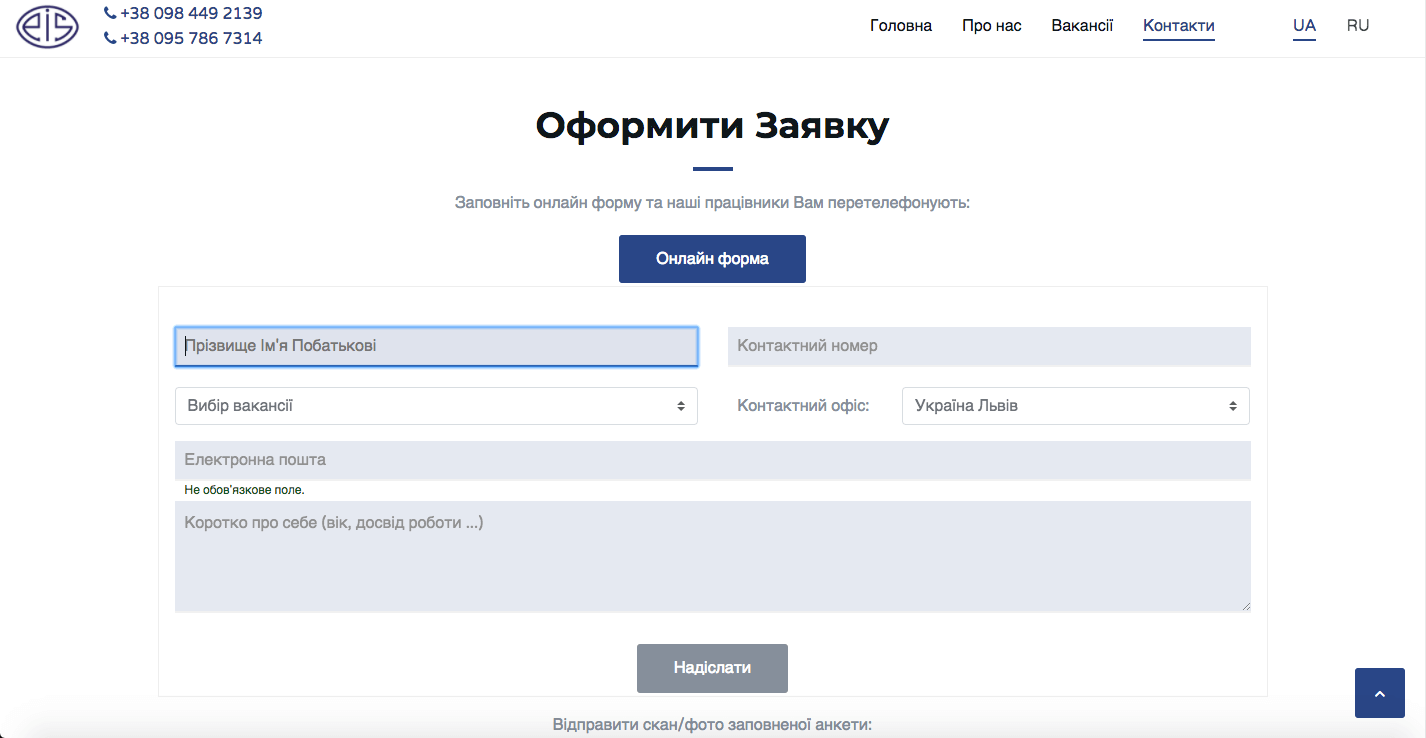 eis
+38 098 449 2139
+38 095 786 7314
Головна Про нас Вакансії Контакти UA RU
Оформити Заявку
Заповніть онлайн форму та наші працівники Вам перетелефонують:
Онлайн форма
Прізвище Ім'я Побатькові Контактний номер
Вибір вакансії Контактний офіс: Україна Львів
Електронна пошта
Не обов'язкове поле.
Коротко про себе (вік, досвід роботи ...)
Надіслати
Відправити скан/фото заповненої анкети: